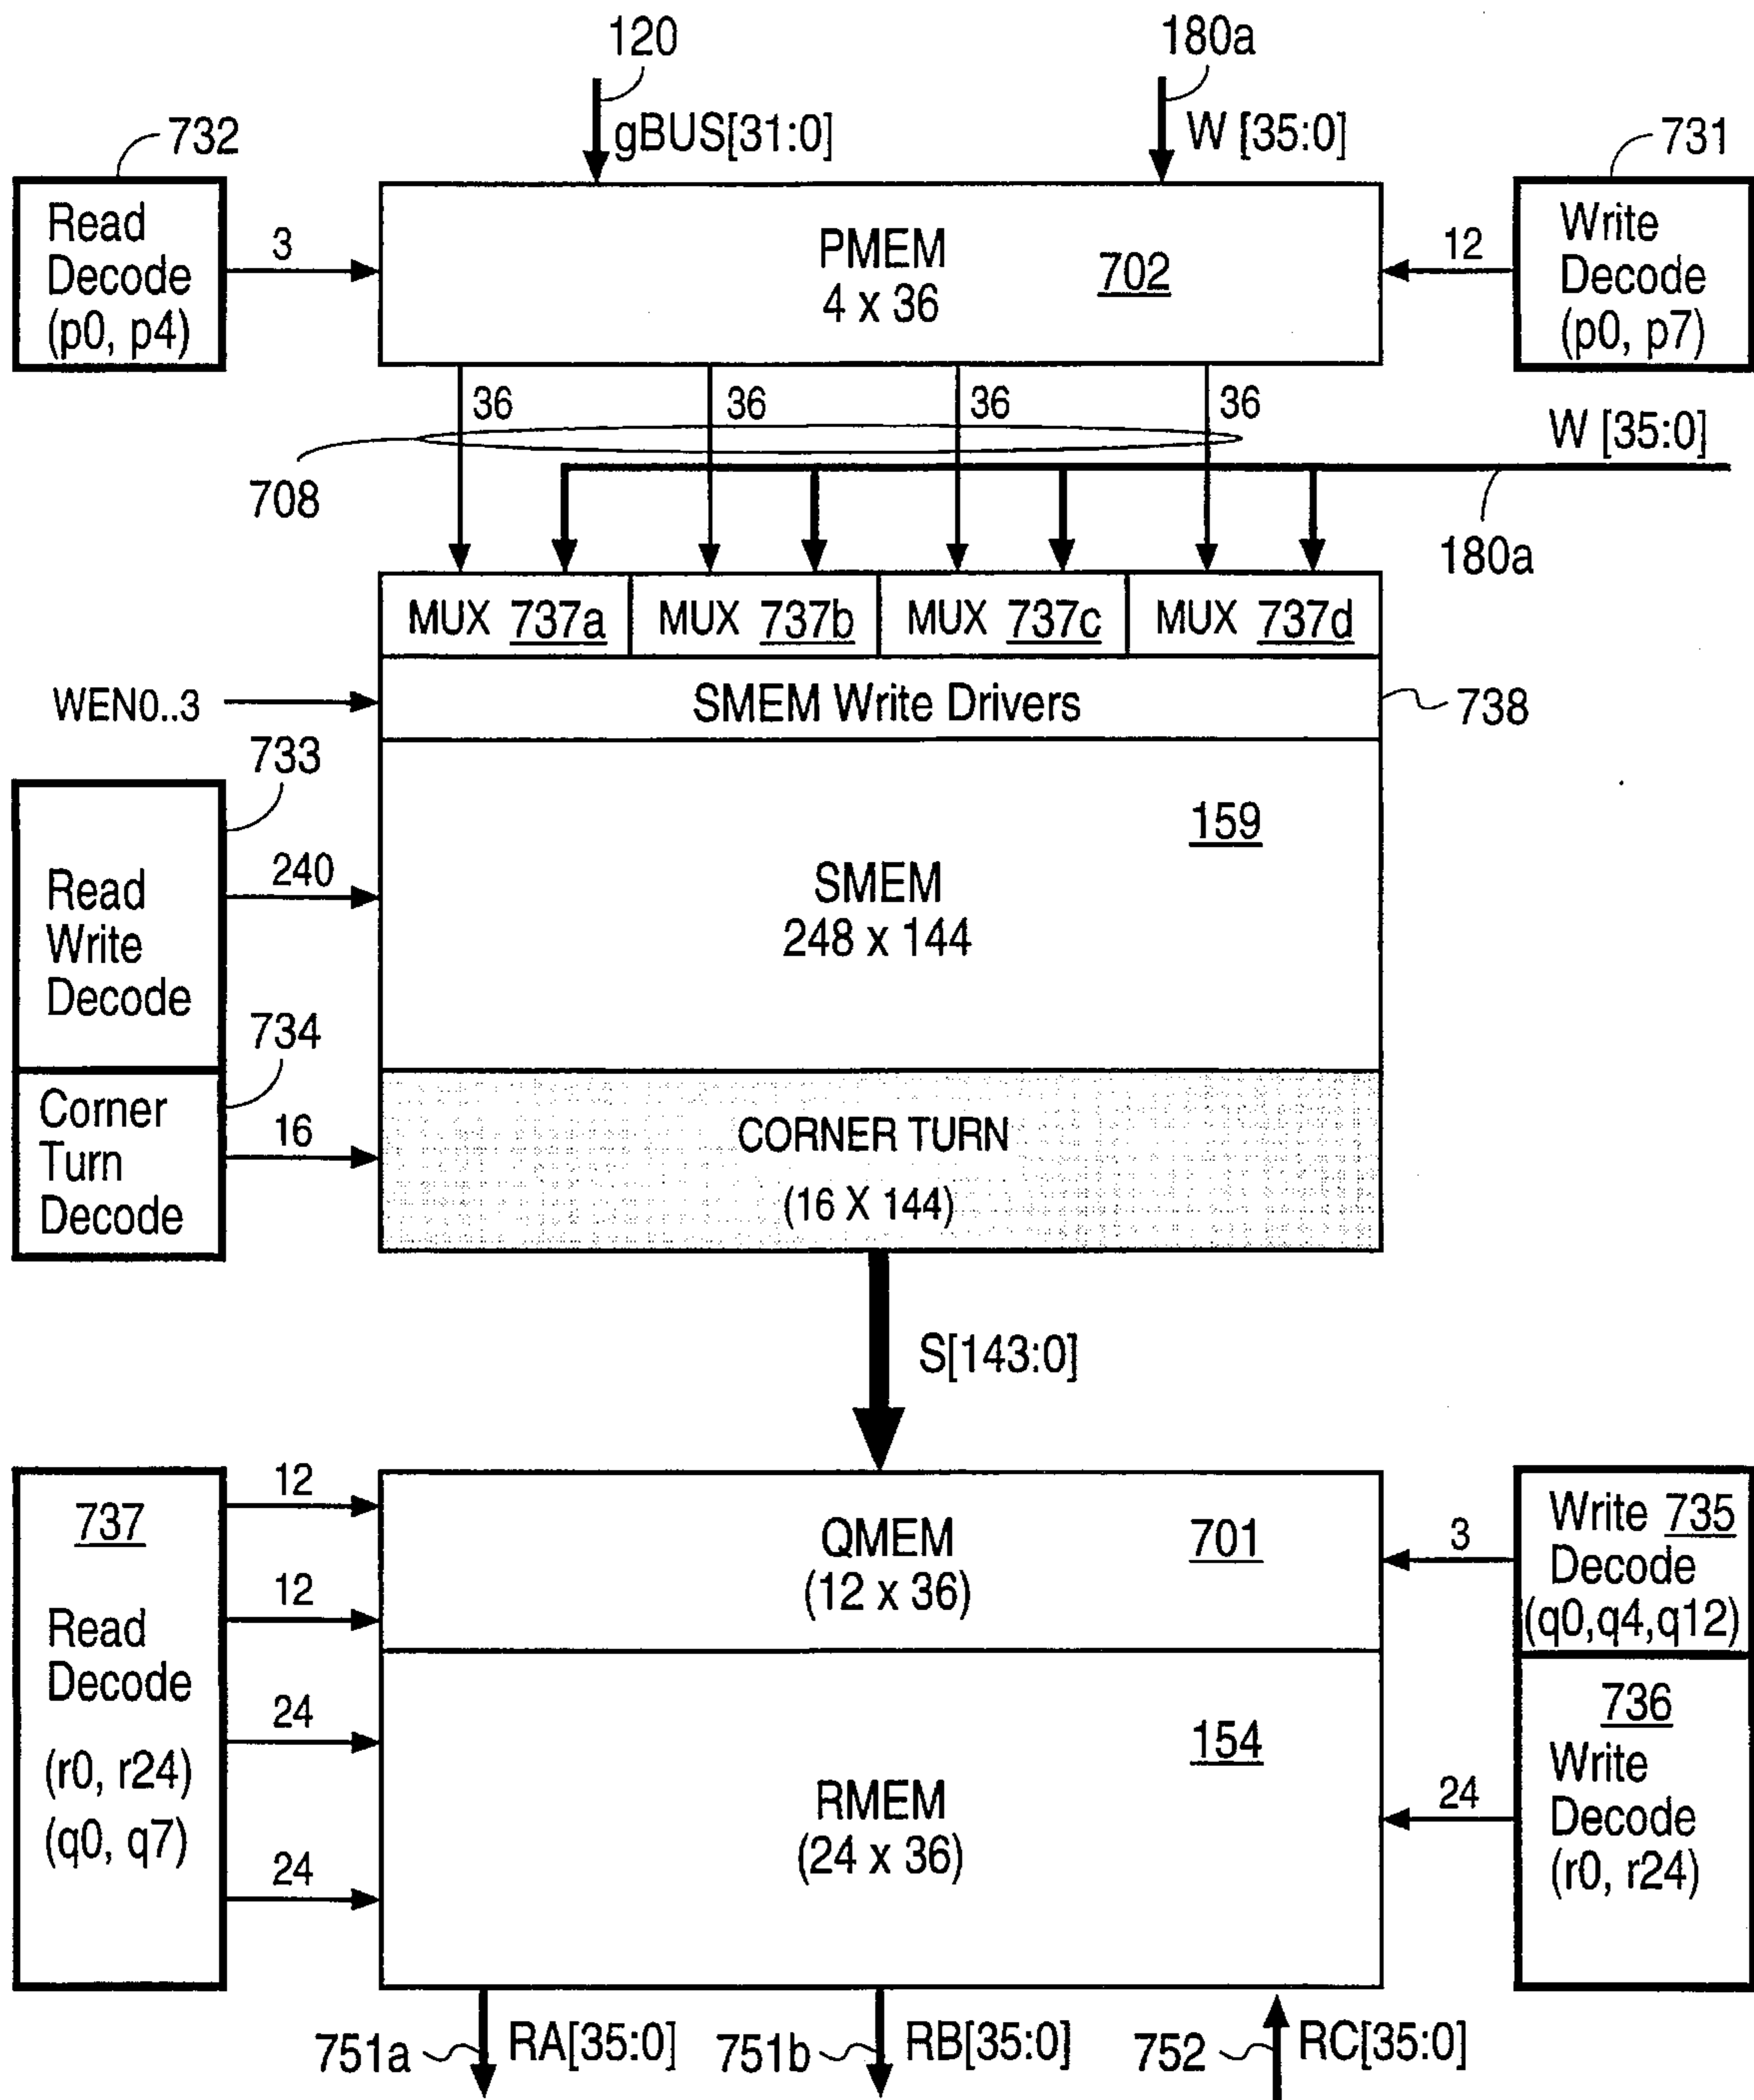 120
180a
732
gBUS[31:0]
W [35:0]
731
Read
Decode
(p0, p4)
3
PMEM
4 x 36
702
12
Write
Decode
(p0, p7)
36
36
36
36
W [35:0]
708
180a
MUX 737a
MUX 737b
MUX 737c
MUX 737d
WEN0..3
SMEM Write Drivers
738
733
159
Read
Write
Decode
240
SMEM
248 x 144
734
Corner
Turn
Decode
16
CORNER TURN
(16 X 144)
S[143:0]
737
Read
Decode
(r0, r24)
(q0, q7)
12
12
24
24
QMEM
(12 x 36)
701
3
Write 735
Decode
(q0,q4,q12)
154
RMEM
(24 x 36)
24
736
Write
Decode
(r0, r24)
751a
RA[35:0]
751b
RB[35:0]
752
RC[35:0]